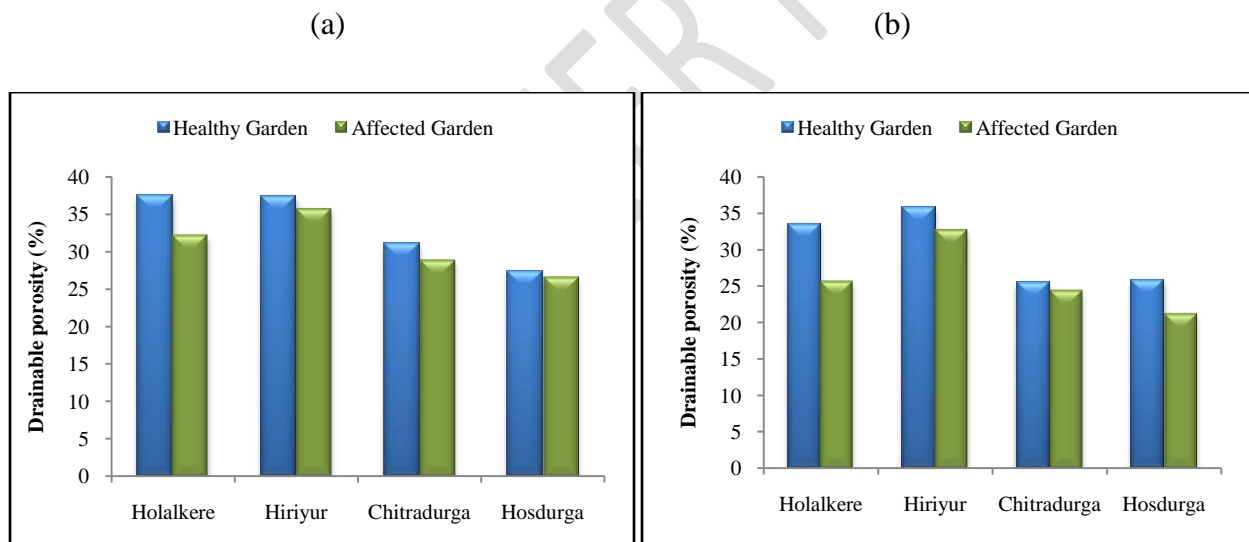 (a)
(b)
ER
Healthy Garden Affected Garden
Drainable porosity (%)
40
35
30
25
20
15
10
5
0
Holalkere Hiriyur Chitradurga Hosdurga
Healthy Garden Affected Garden
Drainable porosity (%)
40
35
30
25
20
15
10
5
0
Holalkere Hiriyur Chitradurga Hosdurga